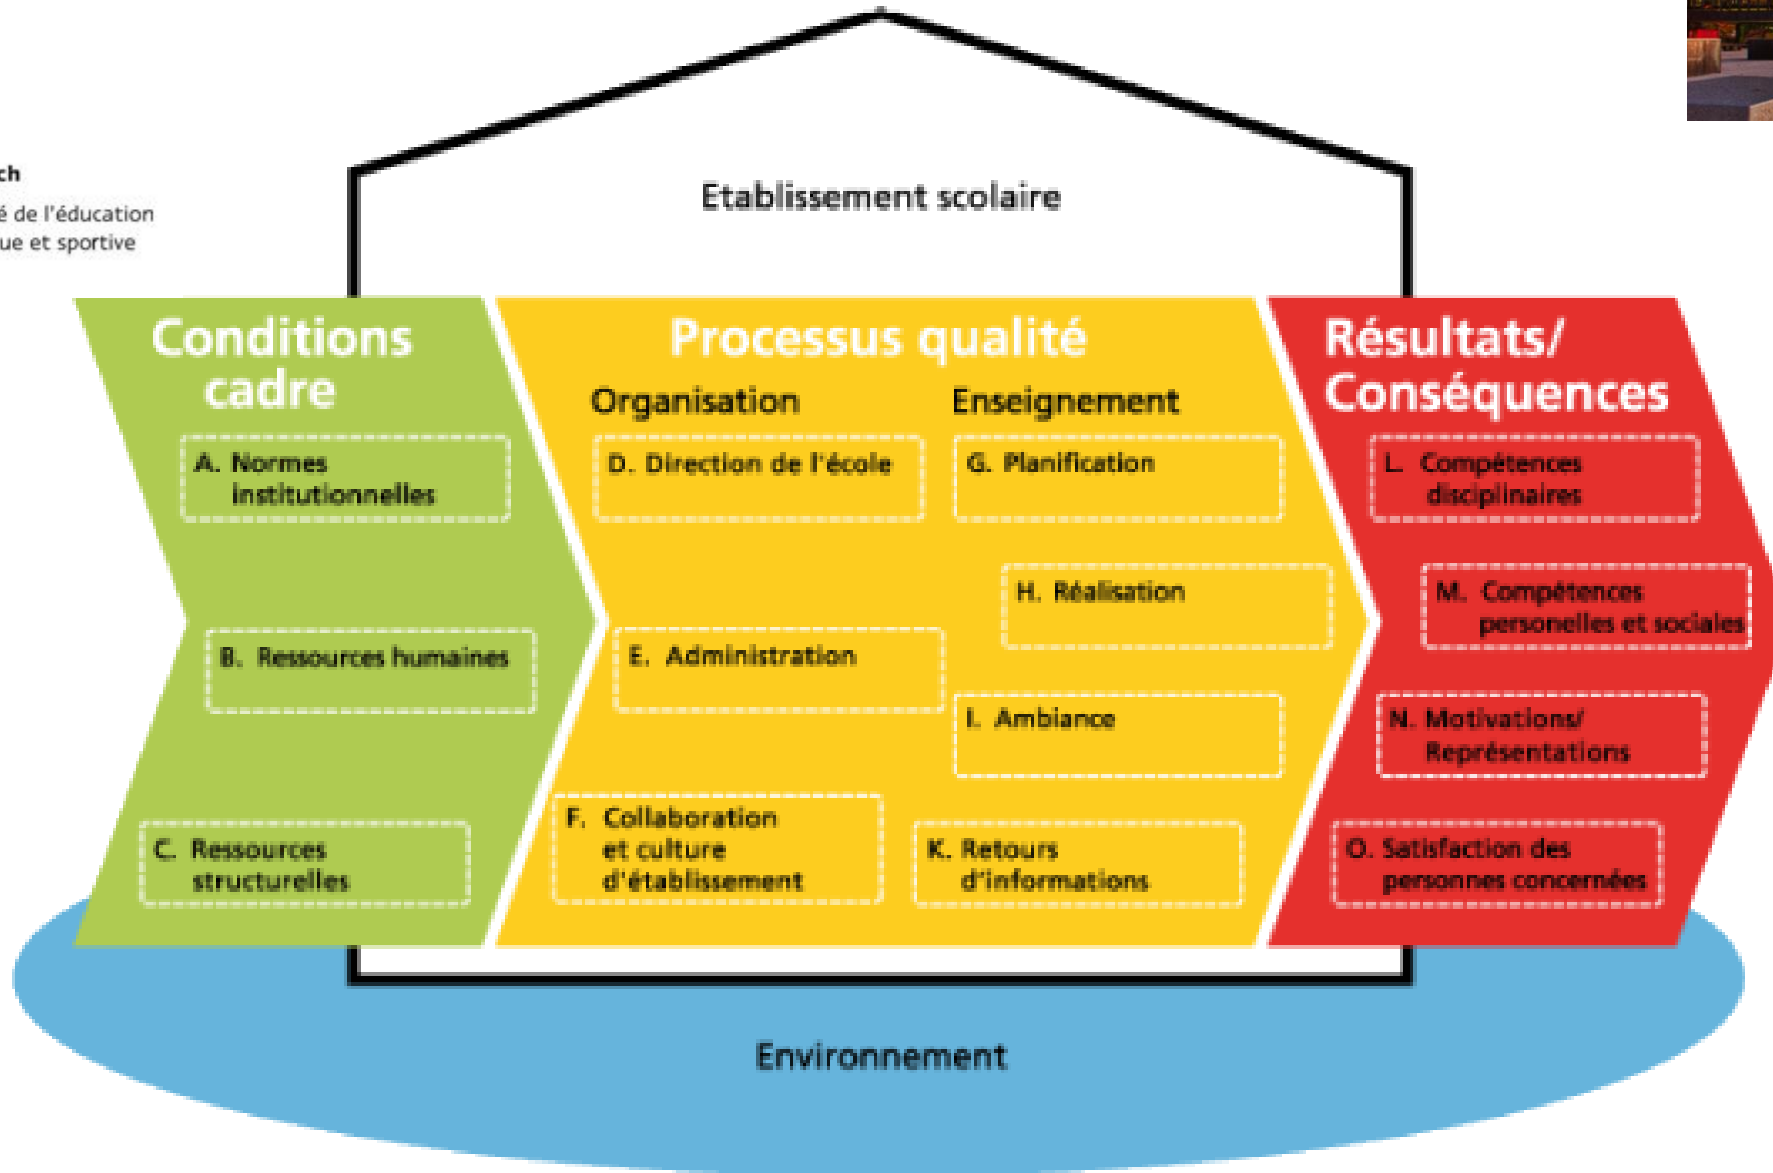 ch
é de l'éducation
ue et sportive
Etablissement scolaire
Conditions
cadre
A. Normes
institutionnelles
B. Ressources humaines
C. Ressources
structurelles
Processus qualité
Organisation
D. Direction de l'école
E. Administration
F. Collaboration
et culture
d'établissement
Enseignement
G. Planification
H. Réalisation
I. Ambiance
K. Retours
d'informations
Résultats/
Conséquences
L. Compétences
disciplinaires
M. Compétences
personelles et sociales
N. Motivations/
Représentations
O. Satisfaction des
personnes concernées
Environnement